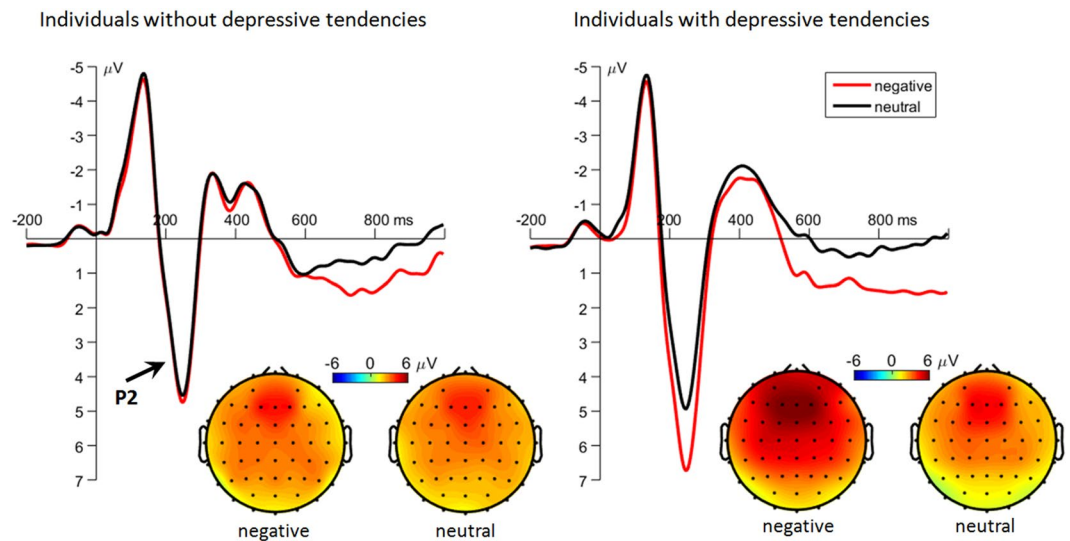 Individuals without depressive tendencies
Individuals with depressive tendencies
-5 μV
-4
-3
-2
-1
-200 200 400 600 800 ms
1
2
3
4
5
6
7
P2
-6 0 6 μV
negative
neutral
-5 μV
-4
-3
-2
-1
-200 200 400 600 800 ms
1
2
3
4
5
6
7
negative
neutral
-6 0 6 μV
negative
neutral